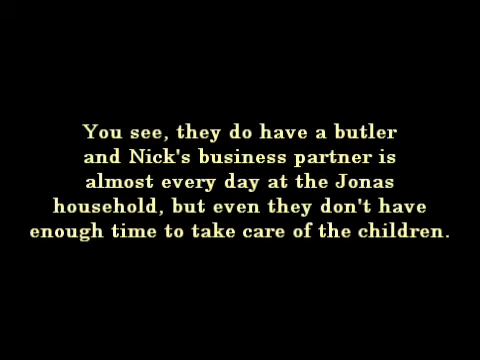 You see, they do have a butler
and Nick's business partner is
almost every day at the Jonas
household, but even they don't have
enough time to take care of the children.